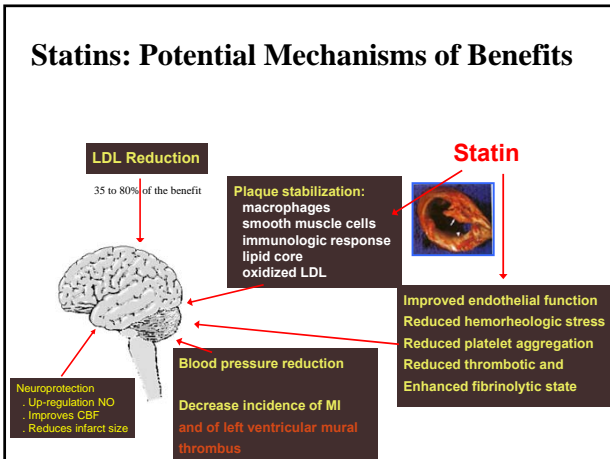 Statins: Potential Mechanisms of Benefits
LDL Reduction
35 to 80% of the benefit
Statin
Plaque stabilization:
macrophages
smooth muscle cells
immunologic response
lipid core
oxidized LDL
Improved endothelial function
Reduced hemorheologic stress
Reduced platelet aggregation
Reduced thrombotic and
Enhanced fibrinolytic state
Blood pressure reduction
Decrease incidence of MI
and of left ventricular mural
thrombus
Neuroprotection
. Up-regulation NO
. Improves CBF
. Reduces infarct size